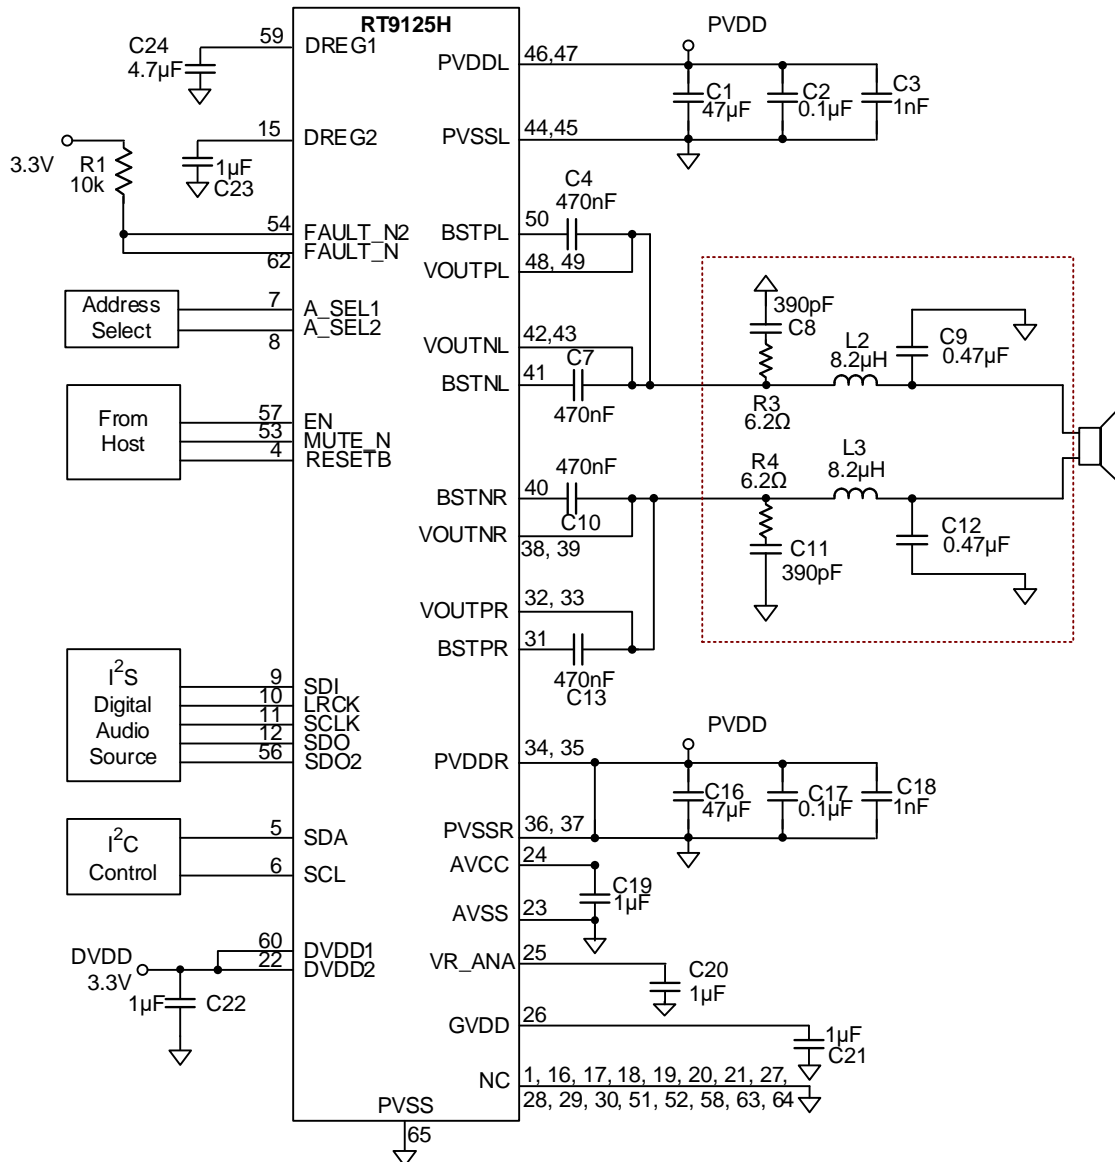 RT9125H
C24
4.7µF
59
DREG1
15
DREG2
1µF
C23
3.3V
R1
10k
54
FAULT_N2
FAULT_N
62
Address
Select
7
A_SEL1
A_SEL2
8
From
Host
57
EN
53
MUTE_N
4
RESETB
I2S
Digital
Audio
Source
9
SDI
10
LRCK
11
SCLK
12
SDO
56
SDO2
I2C
Control
5
SDA
6
SCL
DVDD
3.3V
60
DVDD1
22
DVDD2
1µF
C22
PVSS
65
PVDD
PVDDL
46,47
C1
47µF
C2
0.1µF
C3
1nF
PVSSL
44,45
C4
470nF
BSTPL
50
VOUTPL
48, 49
VOUTNL
42,43
BSTNL
41
C7
470nF
390pF
C8
R3
6.2Ω
L2
8.2µH
C9
0.47µF
BSTNR
40
470nF
C10
VOUTNR
38, 39
R4
6.2Ω
L3
8.2µH
C11
390pF
C12
0.47µF
VOUTPR
32, 33
BSTPR
31
470nF
C13
PVDD
PVDDR
34, 35
C16
47µF
C17
0.1µF
C18
1nF
PVSSR
36, 37
AVCC
24
C19
1µF
AVSS
23
VR_ANA
25
C20
1µF
GVDD
26
1µF
C21
NC
1, 16, 17, 18, 19, 20, 21, 27,
28, 29, 30, 51, 52, 58, 63, 64